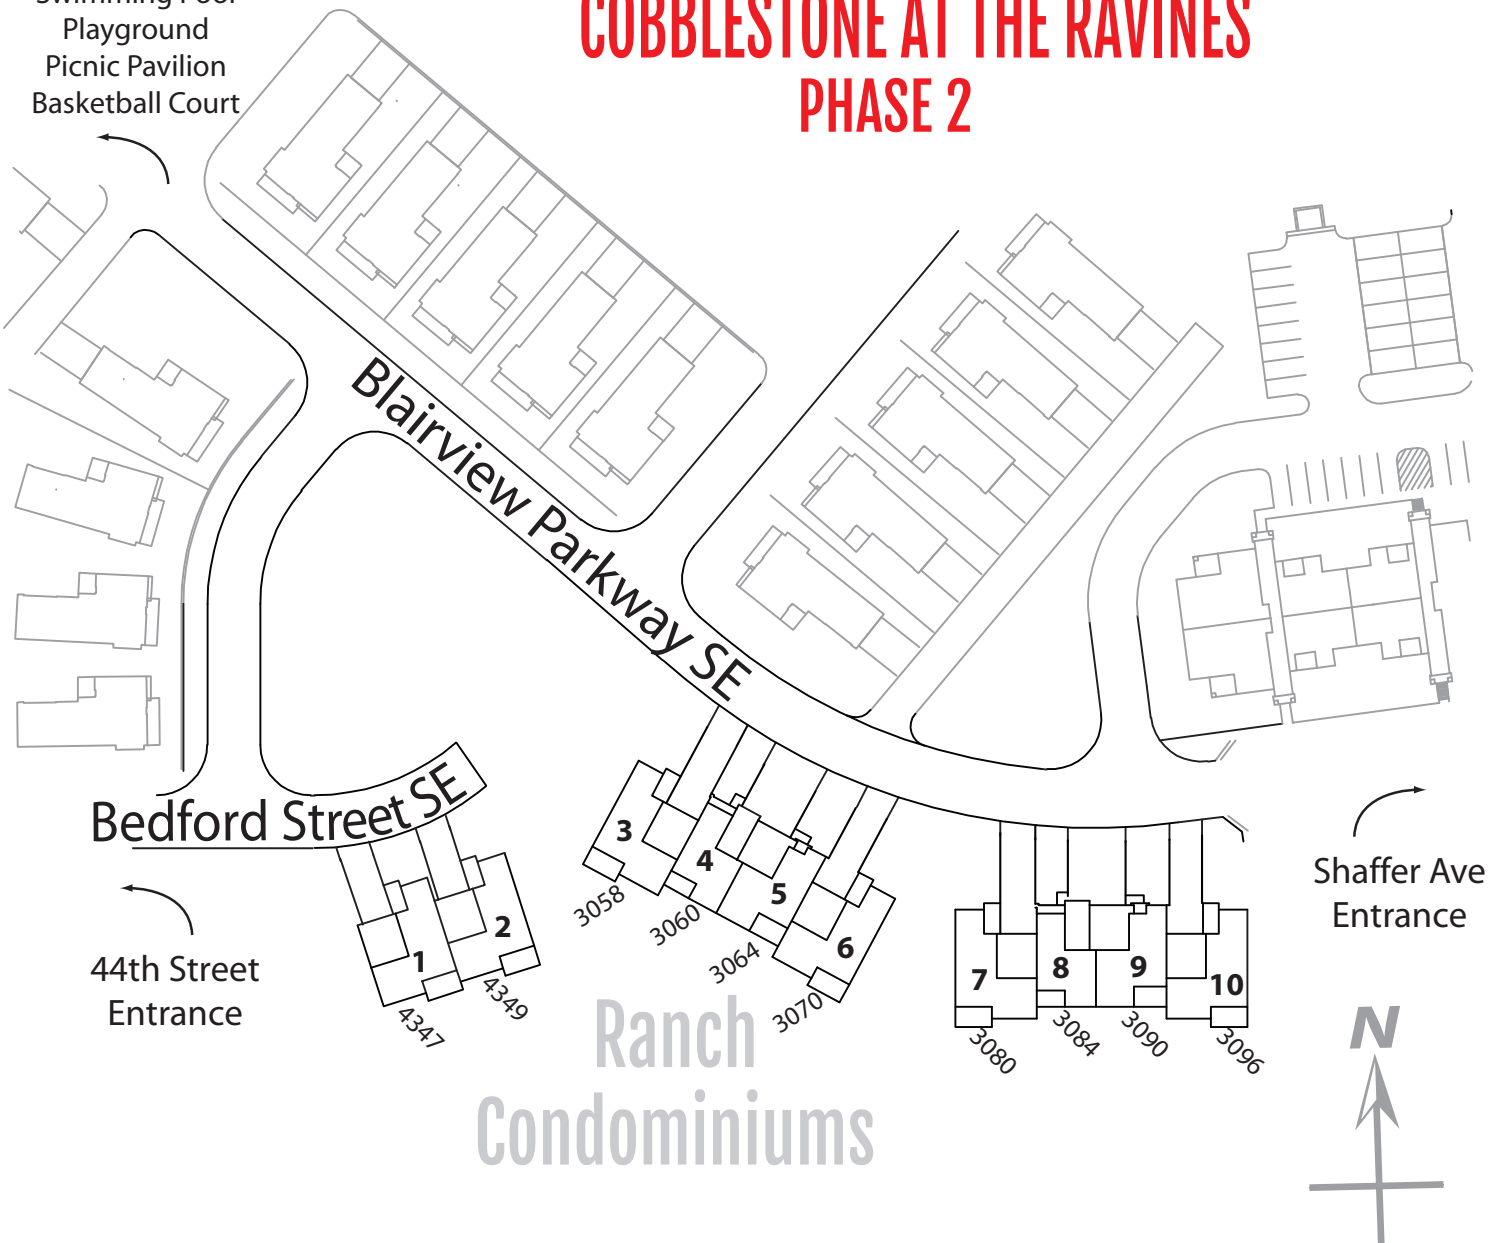 Swimming Pool
Playground
Picnic Pavilion
Basketball Court
COBBLESTONE AT THE RAVINES
PHASE 2
Blairview Parkway SE
Bedford Street SE
44th Street
Entrance
Shaffer Ave
Entrance
1
2
3
4
5
6
7
8
9
10
4347
4349
3058
3060
3064
3070
3080
3084
3090
3096
Ranch
Condominiums
N